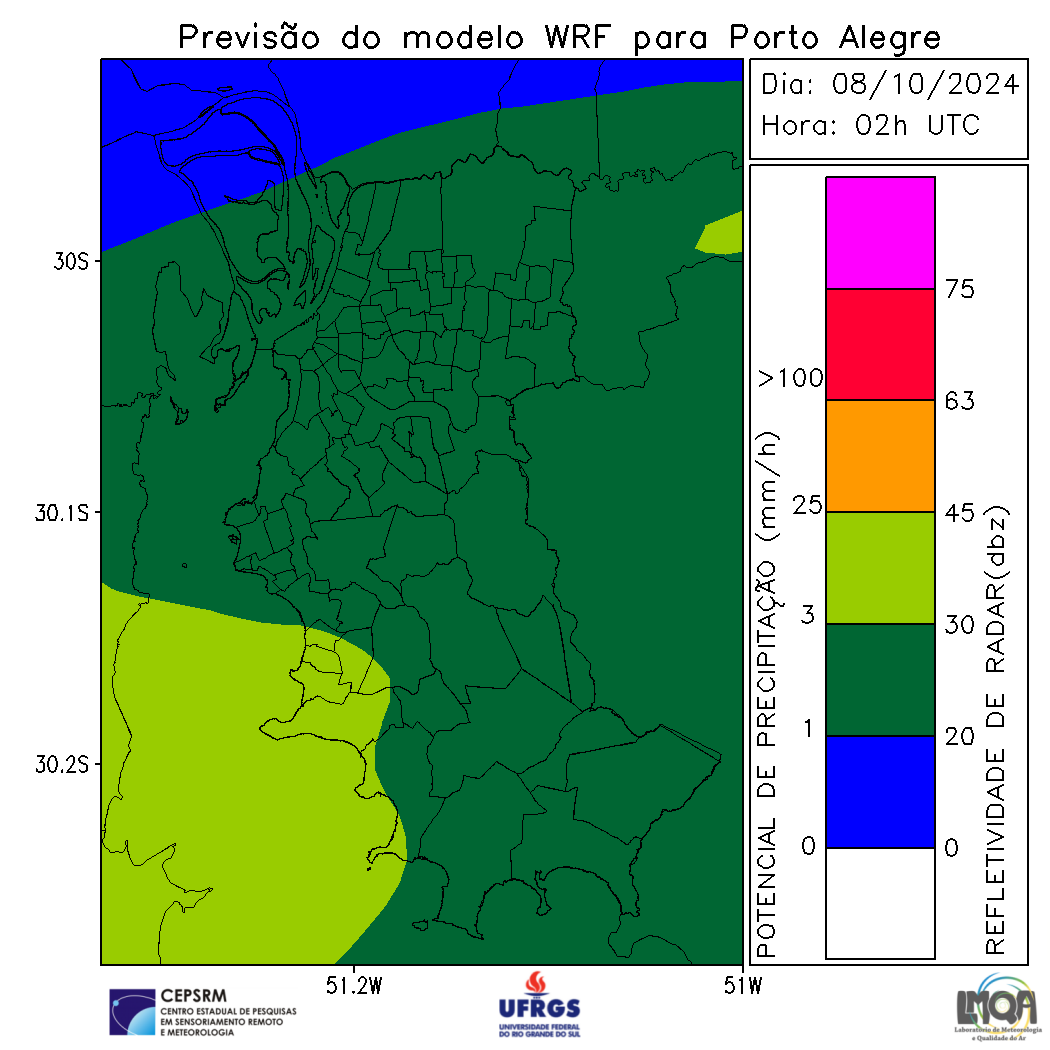 Previsão do modelo WRF para Porto Alegre
Dia: 08/10/2024
Hora: 02h UTC
30S
30.1S
30.2S
51.2W
51W
POTENCIAL DE PRECIPITAÇÃO (mm/h)
>100
25
3
1
0
75
63
45
30
20
0
REFLETIVIDADE DE RADAR(dbz)
CEPSRM
CENTRO ESTADUAL DE PESQUISAS
EM SENSORIAMENTO REMOTO
E METEOROLOGIA
UFRGS
UNIVERSIDADE FEDERAL
DO RIO GRANDE DO SUL
LMQA
Laboratório de Meteorologia
e Qualidade do Ar